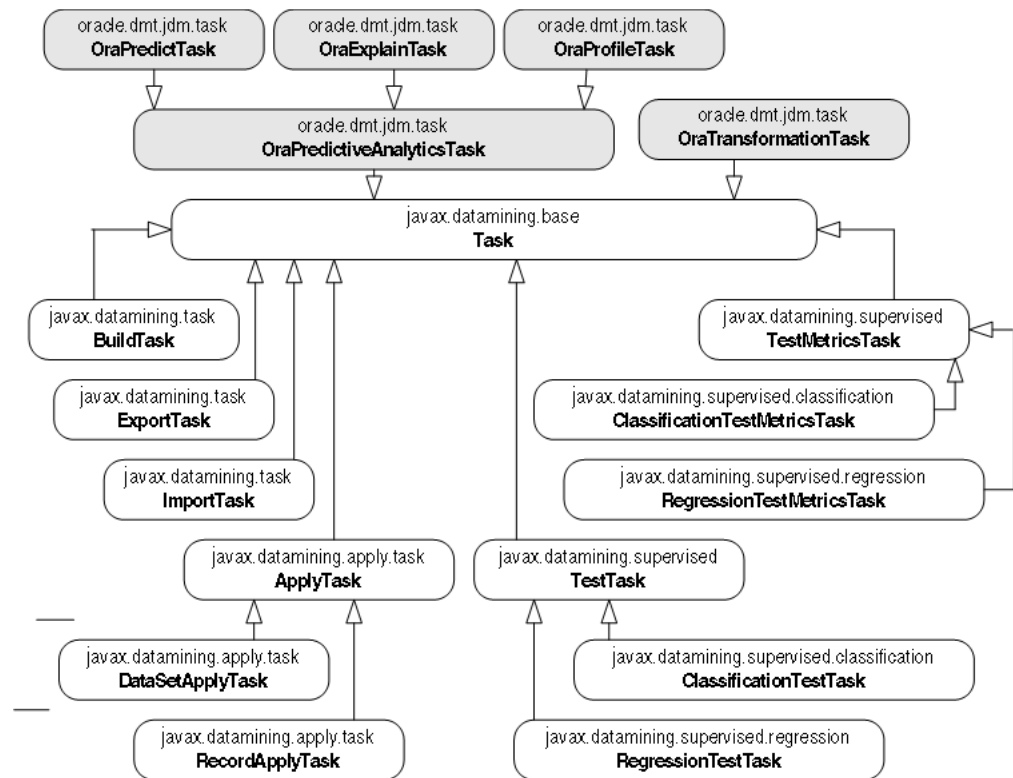 oracle.dmt.jdm.task
OraPredictTask
oracle.dmt.jdm.task
OraExplainTask
oracle.dmt.jdm.task
OraProfileTask
oracle.dmt.jdm.task
OraPredictiveAnalyticsTask
oracle.dmt.jdm.task
OraTransformationTask
javax.datamining.base
Task
javax.datamining.task
BuildTask
javax.datamining.supervised
TestMetricsTask
javax.datamining.task
ExportTask
javax.datamining.supervised.classification
ClassificationTestMetricsTask
javax.datamining.task
ImportTask
javax.datamining.supervised.regression
RegressionTestMetricsTask
javax.datamining.apply.task
ApplyTask
javax.datamining.supervised
TestTask
javax.datamining.apply.task
DataSetApplyTask
javax.datamining.supervised.classification
ClassificationTestTask
javax.datamining.apply.task
RecordApplyTask
javax.datamining.supervised.regression
RegressionTestTask